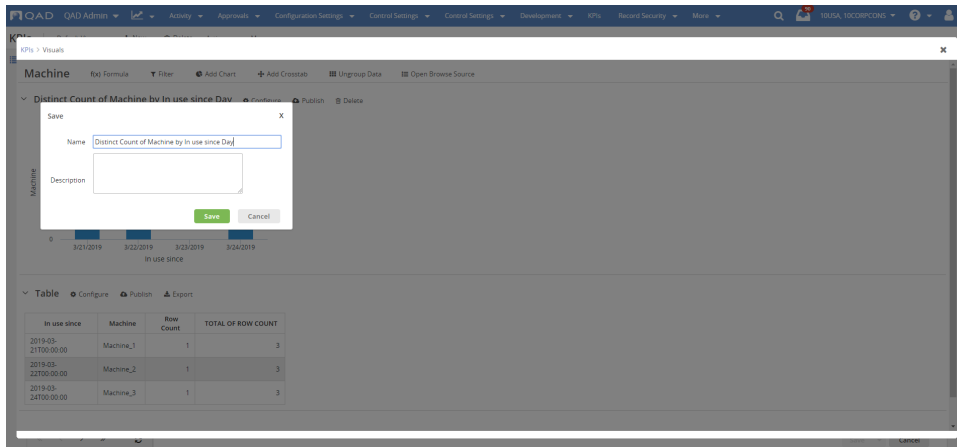 QAD QAD Admin Activity Approvals Configuration Settings Control Settings Control Settings Development KPIs Record Security More 10USA, 10CORPCONS
KPIs
KPIs > Visuals
Machine f(x) Formula Filter Add Chart Add Crosstab Ungroup Data Open Browse Source
Distinct Count of Machine by In use since Day Configure Publish Delete
Save X
Name Distinct Count of Machine by In use since Day
Description
Machine
Save Cancel
0
3/21/2019 3/22/2019 3/23/2019 3/24/2019
In use since
Table Configure Publish Export
In use since Machine Row Count TOTAL OF ROW COUNT
2019-03-
21T00:00:00 Machine_1 1 3
2019-03-
22T00:00:00 Machine_2 1 3
2019-03-
24T00:00:00 Machine_3 1 3
Cancel